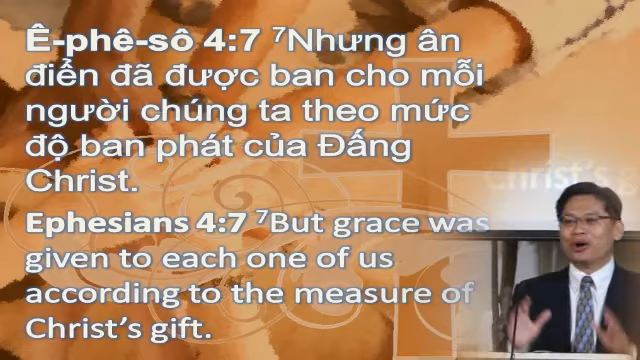 Ê-phê-sô 4:7 ⁷Nhưng ân
điển đã được ban cho mỗi
người chúng ta theo mức
độ ban phát của Đấng
Christ.
Ephesians 4:7 ⁷But grace was
given to each one of us
according to the measure of
Christ's gift.
Christ's g